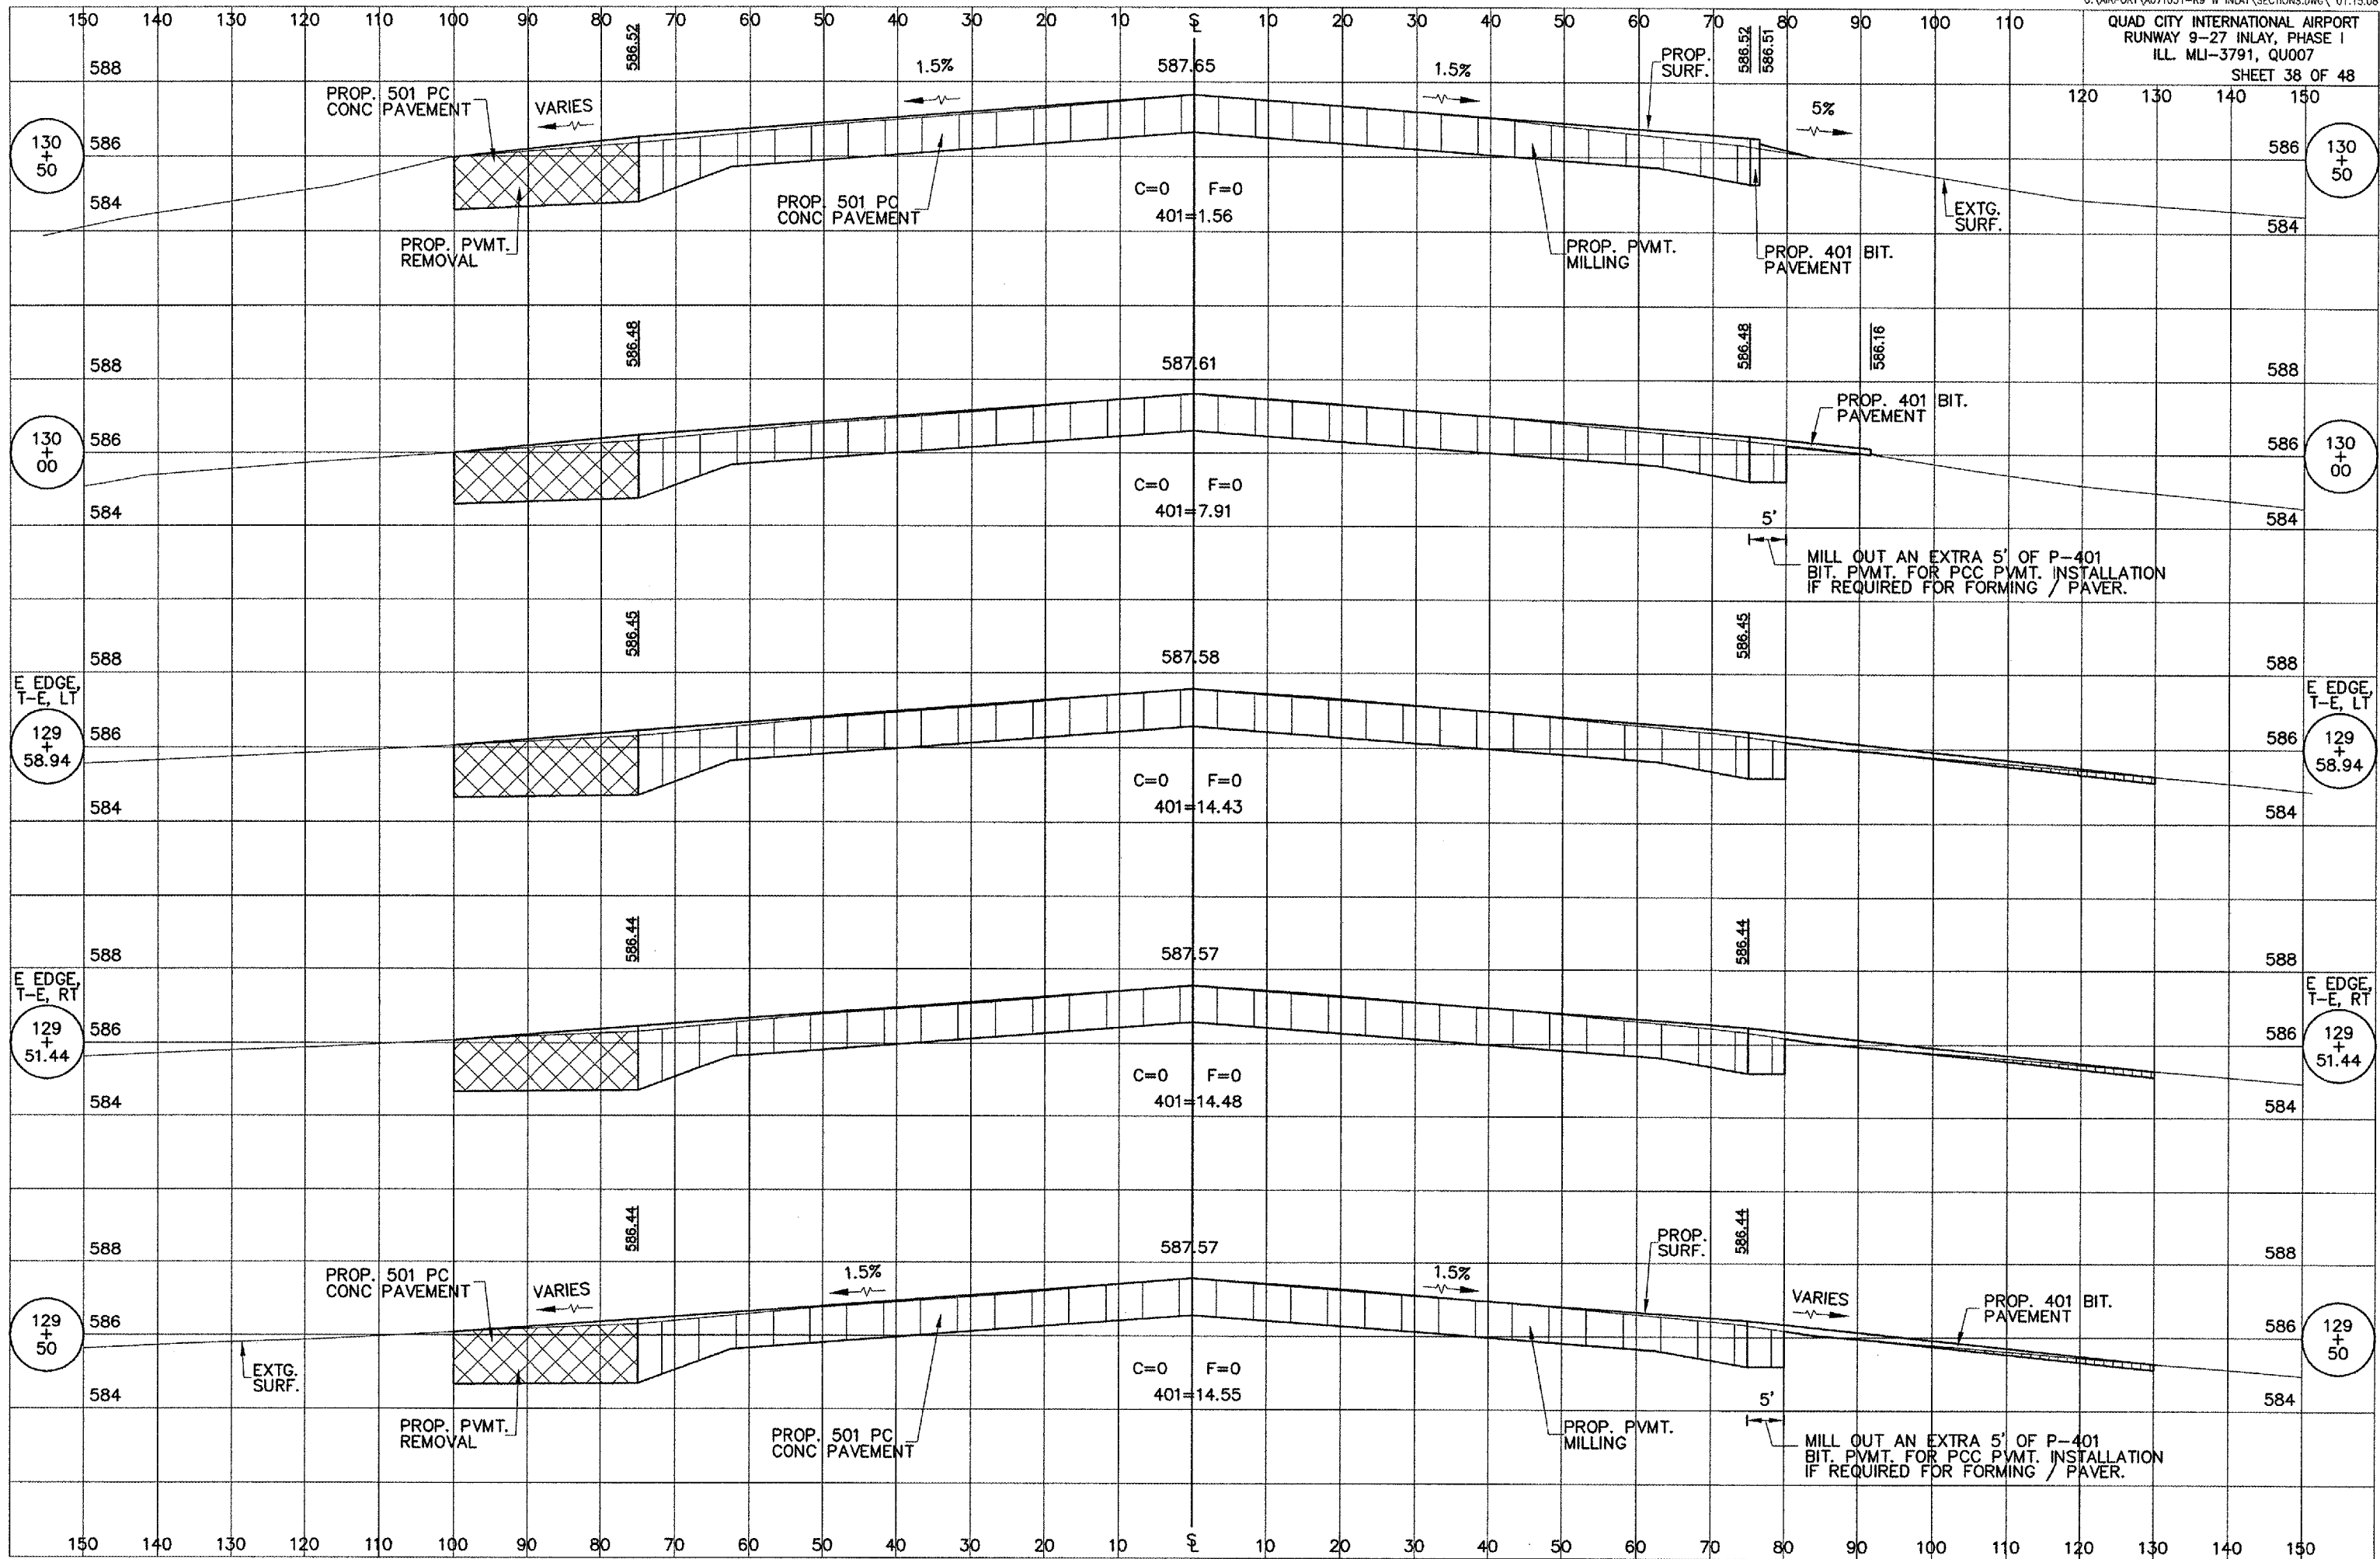 150 140 130 120 110 100 90 80 70 60 50 40 30 20 10 ℄ 10 20 30 40 50 60 70 80 90 100 110
QUAD CITY INTERNATIONAL AIRPORT
RUNWAY 9-27 INLAY, PHASE I
ILL. MLI-3791, QU007
SHEET 38 OF 48
120 130 140 150
586.52
586.52
586.51
588
1.5%
587.65
1.5%
PROP.
SURF.
PROP. 501 PC
CONC PAVEMENT
VARIES
5%
130
+
50
586
586
130
+
50
584
584
PROP. PVMT.
REMOVAL
PROP. 501 PC
CONC PAVEMENT
C=0 F=0
401=1.56
PROP. PVMT.
MILLING
PROP. 401 BIT.
PAVEMENT
EXTG.
SURF.
586.48
586.48
586.16
588
587.61
588
PROP. 401 BIT.
PAVEMENT
130
+
00
586
586
130
+
00
C=0 F=0
401=7.91
584
584
5'
MILL OUT AN EXTRA 5' OF P-401
BIT. PVMT. FOR PCC PVMT. INSTALLATION
IF REQUIRED FOR FORMING / PAVER.
586.45
586.45
588
587.58
588
E EDGE,
T-E, LT
129
+
58.94
586
586
E EDGE,
T-E, LT
129
+
58.94
C=0 F=0
401=14.43
584
584
586.44
586.44
588
587.57
588
E EDGE,
T-E, RT
129
+
51.44
586
586
E EDGE,
T-E, RT
129
+
51.44
C=0 F=0
401=14.48
584
584
586.44
586.44
588
587.57
588
PROP. 501 PC
CONC PAVEMENT
VARIES
1.5%
1.5%
PROP.
SURF.
VARIES
PROP. 401 BIT.
PAVEMENT
129
+
50
586
586
129
+
50
EXTG.
SURF.
C=0 F=0
401=14.55
584
584
PROP. PVMT.
REMOVAL
PROP. 501 PC
CONC PAVEMENT
PROP. PVMT.
MILLING
5'
MILL OUT AN EXTRA 5' OF P-401
BIT. PVMT. FOR PCC PVMT. INSTALLATION
IF REQUIRED FOR FORMING / PAVER.
150 140 130 120 110 100 90 80 70 60 50 40 30 20 10 ℄ 10 20 30 40 50 60 70 80 90 100 110 120 130 140 150